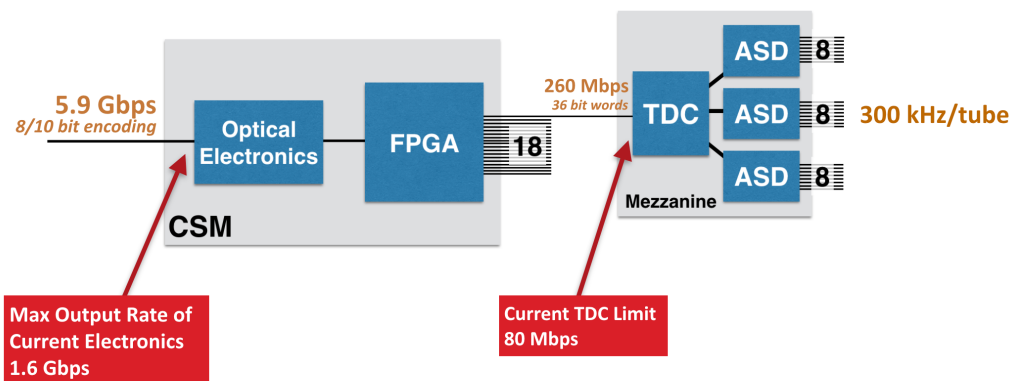 5.9 Gbps
8/10 bit encoding
Optical
Electronics
FPGA
18
CSM
260 Mbps
36 bit words
TDC
ASD
8
ASD
8
ASD
8
Mezzanine
300 kHz/tube
Max Output Rate of
Current Electronics
1.6 Gbps
Current TDC Limit
80 Mbps